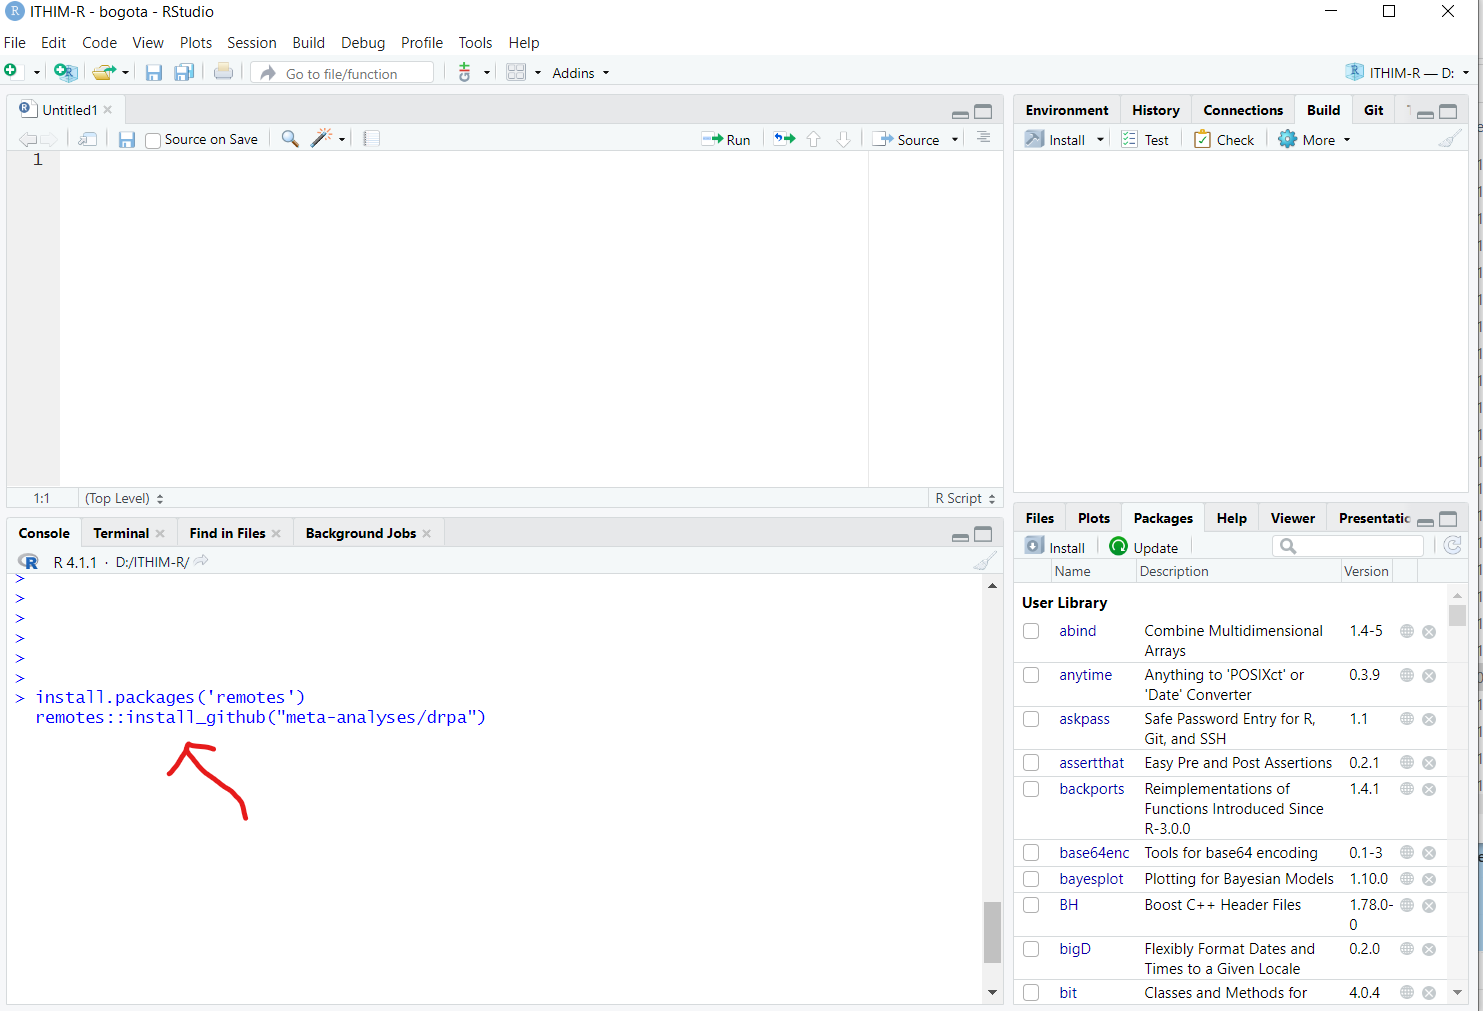 ITHIM-R - bogota - RStudio
File Edit Code View Plots Session Build Debug Profile Tools Help
Go to file/function Addins ITHIM-R — D:
Untitled1
Source on Save Run Source
1
1:1 (Top Level) R Script
Console Terminal Find in Files Background Jobs
R 4.1.1 · D:/ITHIM-R/
>
>
>
>
>
>
> install.packages('remotes')
remotes::install_github("meta-analyses/drpa")
Environment History Connections Build Git
Install Test Check More
Files Plots Packages Help Viewer Presentatic
Install Update
Name Description Version
User Library
abind Combine Multidimensional 1.4-5
Arrays
anytime Anything to 'POSIXct' or 0.3.9
'Date' Converter
askpass Safe Password Entry for R, 1.1
Git, and SSH
assertthat Easy Pre and Post Assertions 0.2.1
backports Reimplementations of 1.4.1
Functions Introduced Since
R-3.0.0
base64enc Tools for base64 encoding 0.1-3
bayesplot Plotting for Bayesian Models 1.10.0
BH Boost C++ Header Files 1.78.0-
0
bigD Flexibly Format Dates and 0.2.0
Times to a Given Locale
bit Classes and Methods for 4.0.4